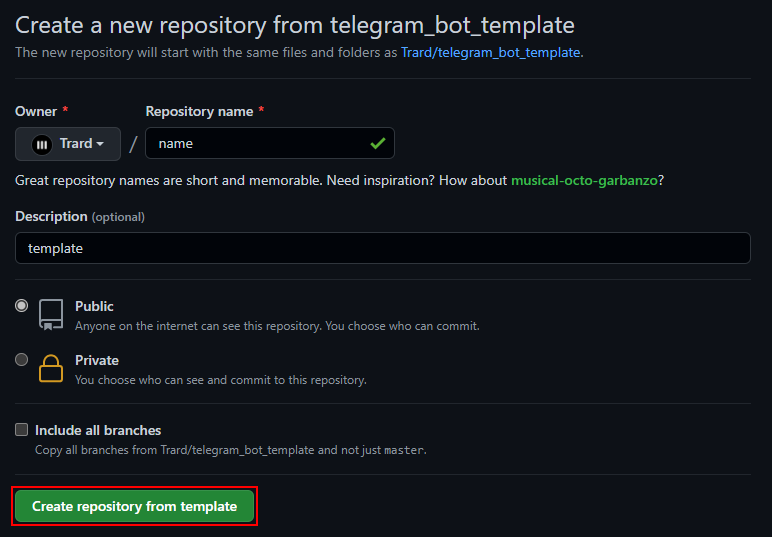 Create a new repository from telegram_bot_template
The new repository will start with the same files and folders as Trard/telegram_bot_template.
Owner * Repository name *
Trard / name
Great repository names are short and memorable. Need inspiration? How about musical-octo-garbanzo?
Description (optional)
template
Public
Anyone on the internet can see this repository. You choose who can commit.
Private
You choose who can see and commit to this repository.
Include all branches
Copy all branches from Trard/telegram_bot_template and not just master.
Create repository from template